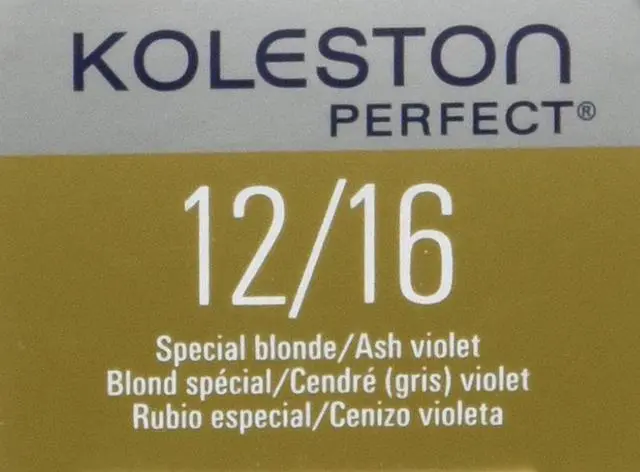 KOLESTON
PERFECT®
12/16
Special blonde/Ash violet
Blond spécial/Cendré (gris) violet
Rubio especial/Cenizo violeta